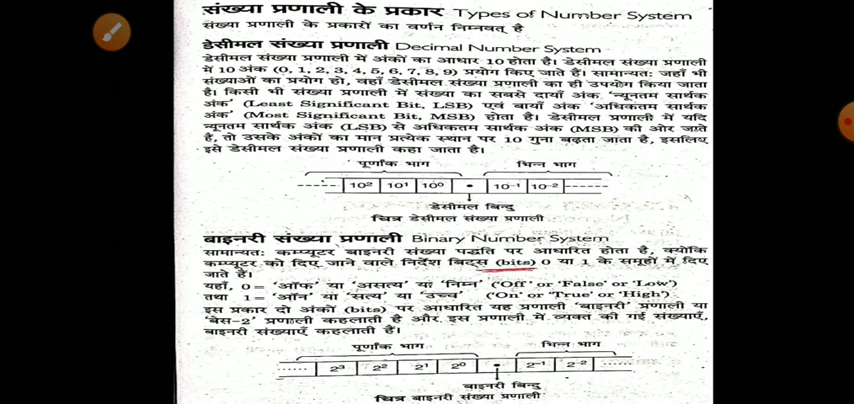 संख्या प्रणाली के प्रकार Types of Number System
संख्या प्रणाली के प्रकारों का वर्णन निम्नवत् है
डेसीमल संख्या प्रणाली Decimal Number System
डेसीमल संख्या प्रणाली में अंकों का आधार 10 होता है। डेसीमल संख्या प्रणाली
में 10 अंक (0, 1, 2, 3, 4, 5, 6, 7, 8, 9) प्रयोग किए जाते हैं। सामान्यतः जहाँ भी
संख्याओं का प्रयोग हो, वहाँ डेसीमल संख्या प्रणाली का ही उपयोग किया जाता
है। किसी भी संख्या प्रणाली में संख्या का सबसे दायाँ अंक 'न्यूनतम सार्थक
अंक' (Least Significant Bit, LSB) एवं बायाँ अंक 'अधिकतम सार्थक
अंक' (Most Significant Bit, MSB) होता है। डेसीमल संख्या प्रणाली में यदि
न्यूनतम सार्थक अंक (LSB) से अधिकतम सार्थक अंक (MSB) की ओर जाते
हैं, तो उसके अंकों का मान प्रत्येक स्थान पर 10 गुना बढ़ता जाता है, इसलिए
इसे डेसीमल संख्या प्रणाली कहा जाता है।
पूर्णांक भाग भिन्न भाग
10² 10¹ 10⁰ • 10⁻¹ 10⁻²
डेसीमल बिन्दु
चित्र डेसीमल संख्या प्रणाली
बाइनरी संख्या प्रणाली Binary Number System
सामान्यतः कम्प्यूटर बाइनरी संख्या पद्धति पर आधारित होता है, क्योंकि
कम्प्यूटर को दिए जाने वाले निर्देश बिट्स (bits) 0 या 1 के समूहों में दिए
जाते हैं।
यहाँ, 0 = 'ऑफ' या असत्य या 'निम्न' ('Off' or 'False' or 'Low')
तथा 1 = 'ऑन' या 'सत्य' या 'उच्च' ('On' or 'True' or 'High')
इस प्रकार दो अंकों (bits) पर आधारित यह प्रणाली 'बाइनरी' प्रणाली या
'बेस-2' प्रणाली कहलाती है और इस प्रणाली में व्यक्त की गई संख्याएँ,
बाइनरी संख्याएँ कहलाती हैं।
पूर्णांक भाग भिन्न भाग
...... 2³ 2² 2¹ 2⁰ • 2⁻¹ 2⁻² ......
बाइनरी बिन्दु
चित्र बाइनरी संख्या प्रणाली